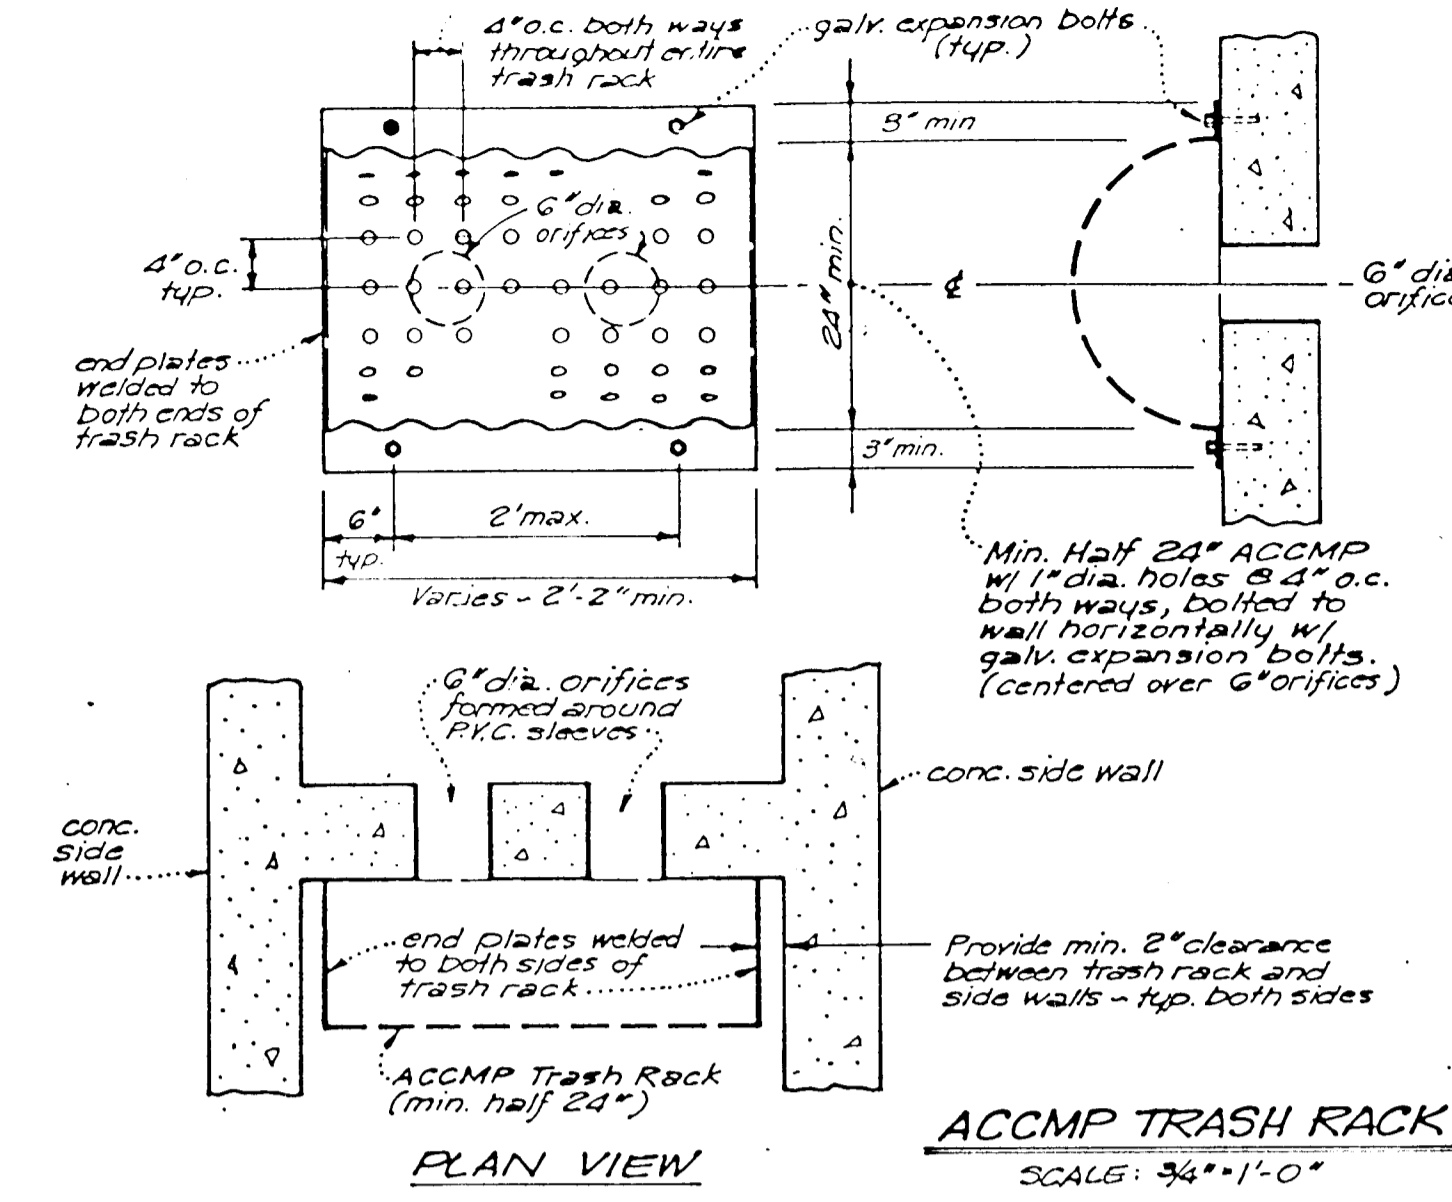 4" o.c. both ways
throughout entire
trash rack
galv. expansion bolts
(typ.)
3" min
6" dia.
orifices
4" o.c.
typ.
24" min.
℄
6" dia
orific
end plates
welded to
both ends of
trash rack
3" min.
6"
typ.
2' max.
Varies - 2'-2" min.
Min. Half 24" ACCMP
w/ 1" dia. holes @ 4" o.c.
both ways, bolted to
wall horizontally w/
galv. expansion bolts.
(centered over 6" orifices)
6" dia. orifices
formed around
P.V.C. sleeves
conc. side wall
conc.
side
wall
end plates welded
to both sides of
trash rack
Provide min. 2" clearance
between trash rack and
side walls ~ typ. both sides
ACCMP Trash Rack
(min. half 24")
PLAN VIEW
ACCMP TRASH RACK
SCALE: 3/4" = 1'-0"